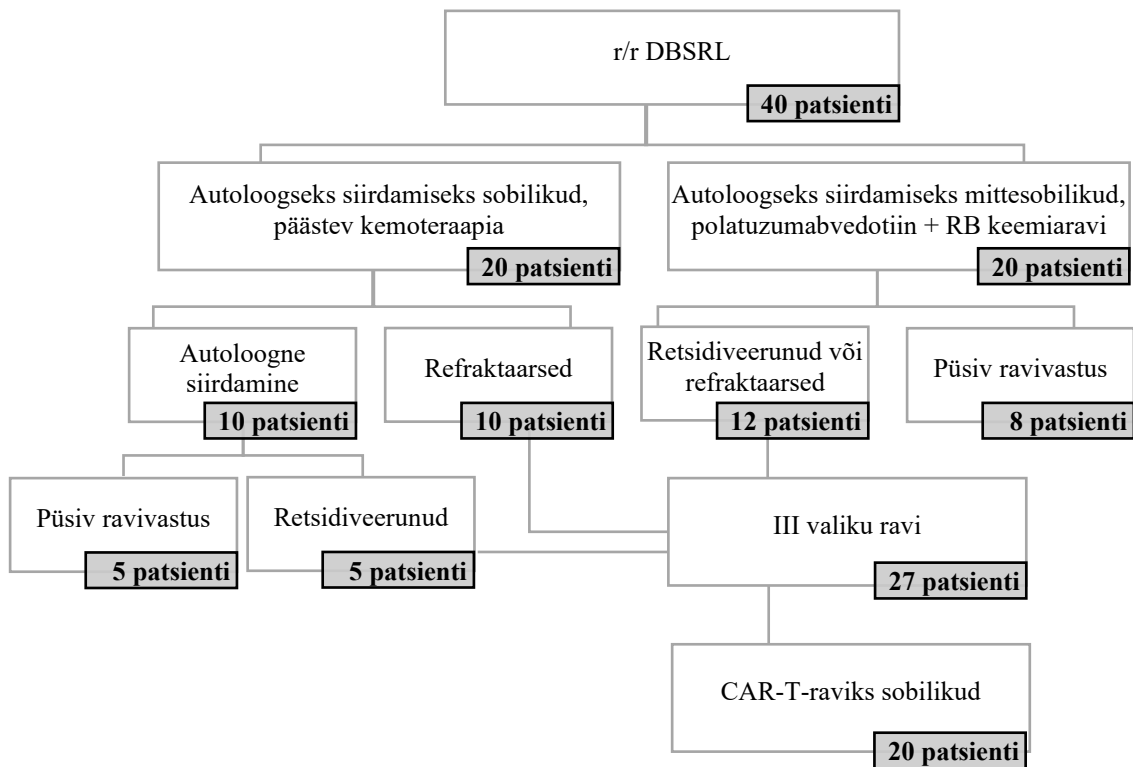 r/r DBSRL
40 patsienti
Autoloogseks siirdamiseks sobilikud,
päästev kemoteraapia
20 patsienti
Autoloogseks siirdamiseks mittesobilikud,
polatuzumabvedotiin + RB keemiaravi
20 patsienti
Autoloogne
siirdamine
10 patsienti
Refraktaarsed
10 patsienti
Retsidiveerunud või
refraktaarsed
12 patsienti
Püsiv ravivastus
8 patsienti
Püsiv ravivastus
5 patsienti
Retsidiveerunud
5 patsienti
III valiku ravi
27 patsienti
CAR-T-raviks sobilikud
20 patsienti